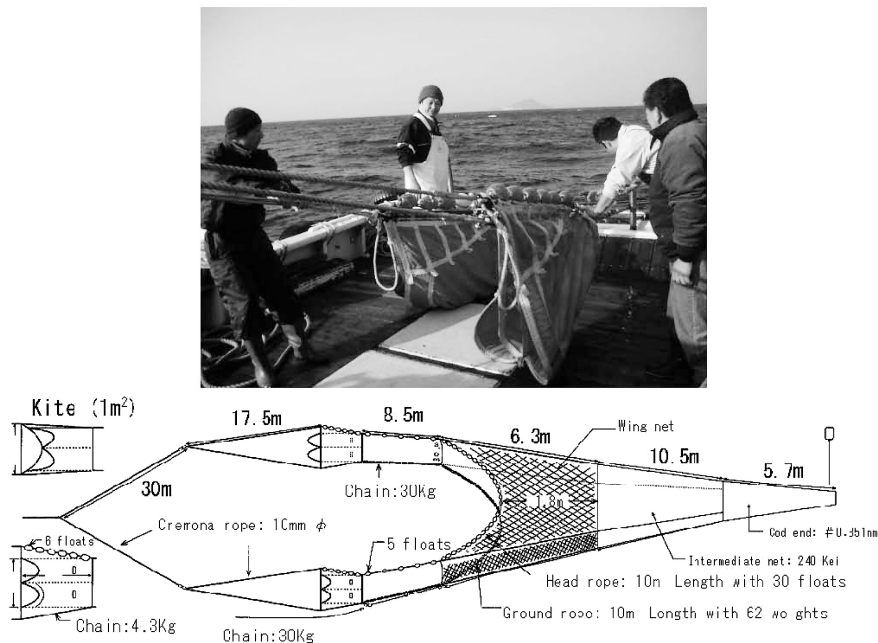 Kite (1m²)
17.5m
8.5m
6.3m
Wing net
10.5m
5.7m
30m
Chain:30Kg
1.8m
Cremona rope: 10mm φ
6 floats
5 floats
Cod end:
Intermediate net: 240 Kei
Head rope: 10m Length with 30 floats
Ground rope: 10m Length with 62
Chain:4.3Kg
Chain:30Kg